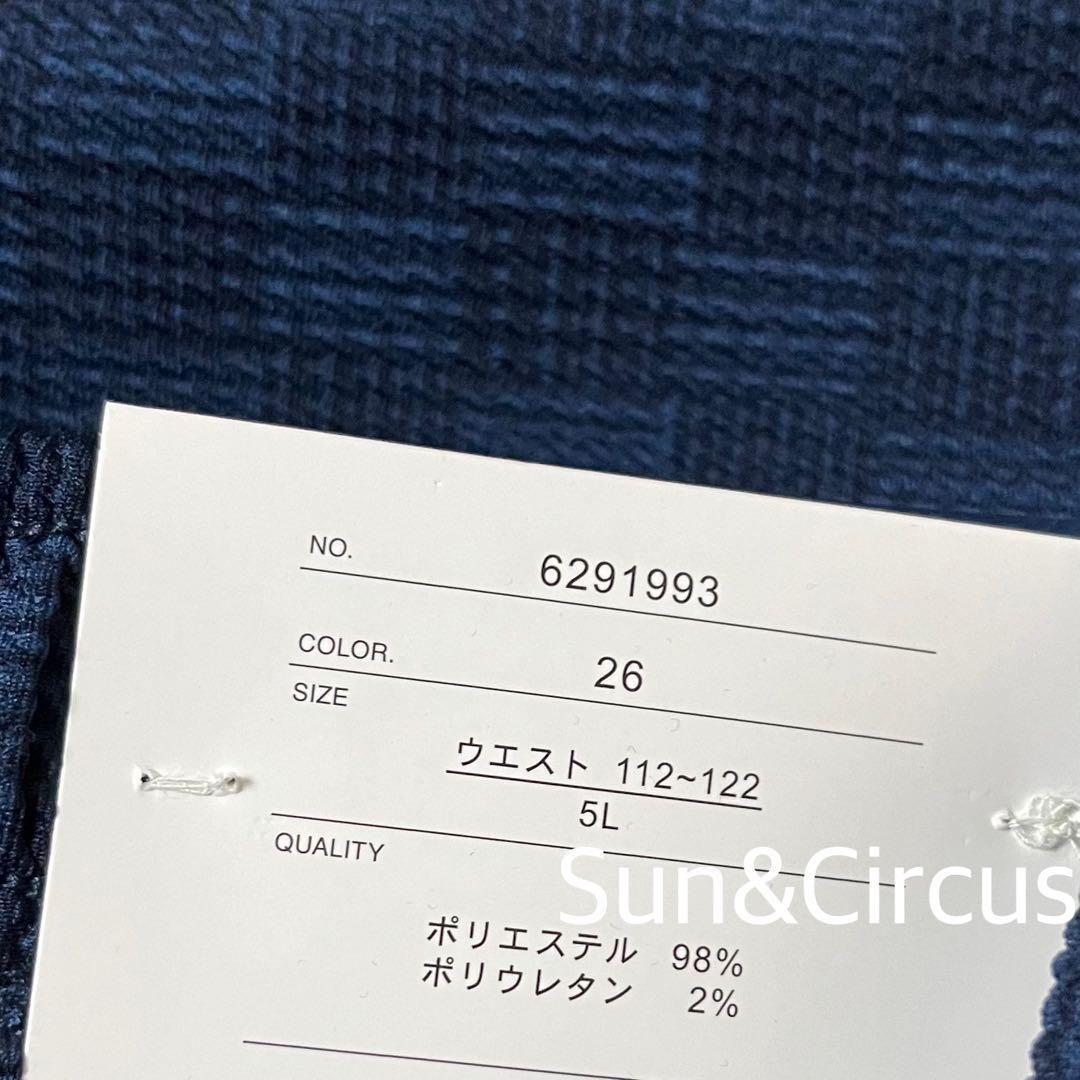 NO. 6291993
COLOR. 26
SIZE
ウエスト 112~122
5L
QUALITY
Sun&Circus
ポリエステル 98%
ポリウレタン 2%